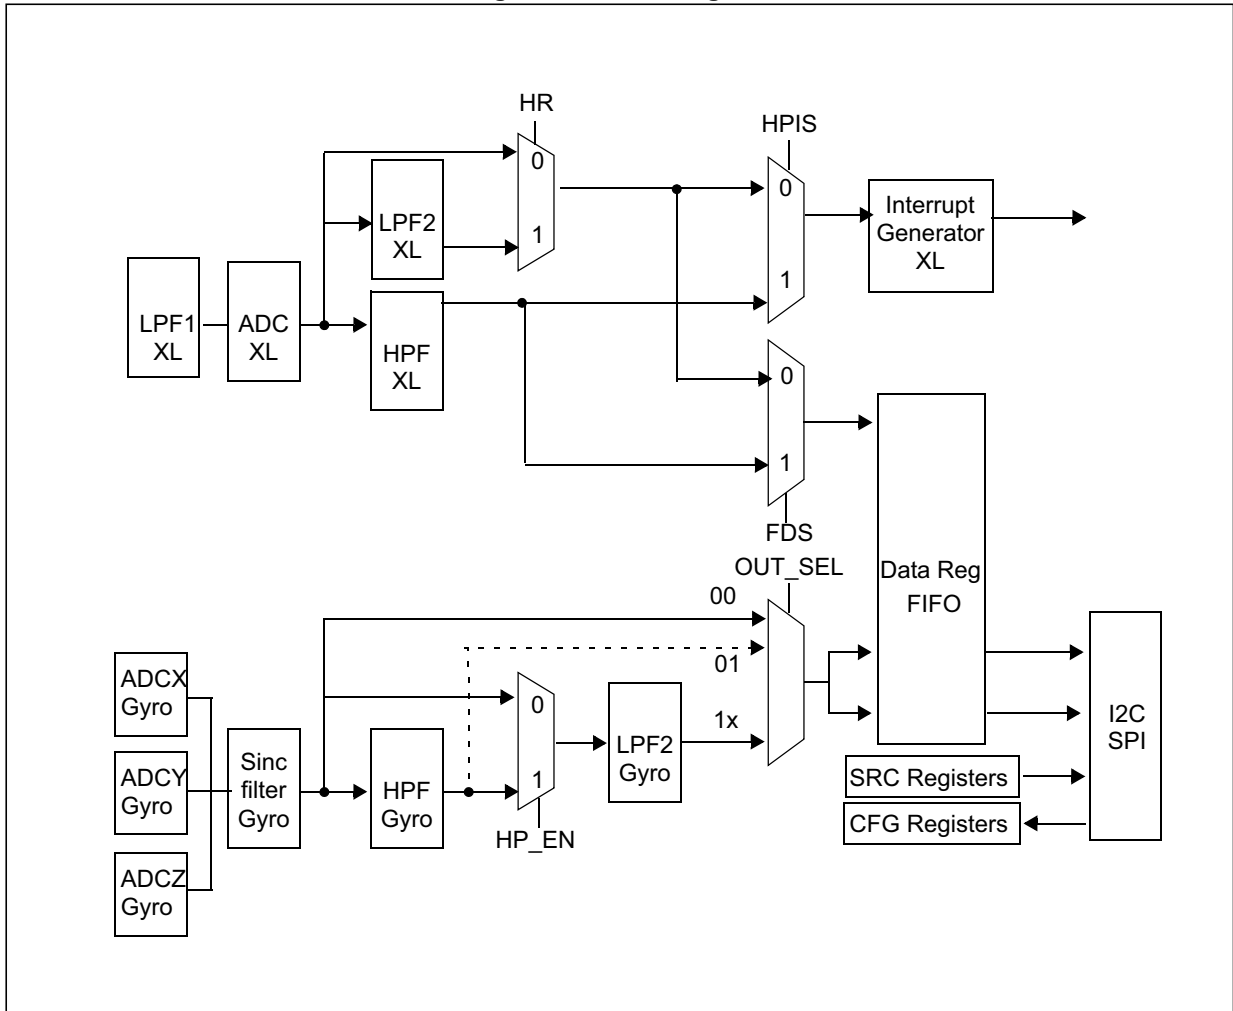 HR
HPIS
0
0
LPF2
XL
1
Interrupt
Generator
XL
1
LPF1
XL
ADC
XL
HPF
XL
0
1
FDS
OUT_SEL
00
01
1x
Data Reg
FIFO
ADCX
Gyro
ADCY
Gyro
ADCZ
Gyro
Sinc
filter
Gyro
HPF
Gyro
0
1
HP_EN
LPF2
Gyro
I2C
SPI
SRC Registers
CFG Registers